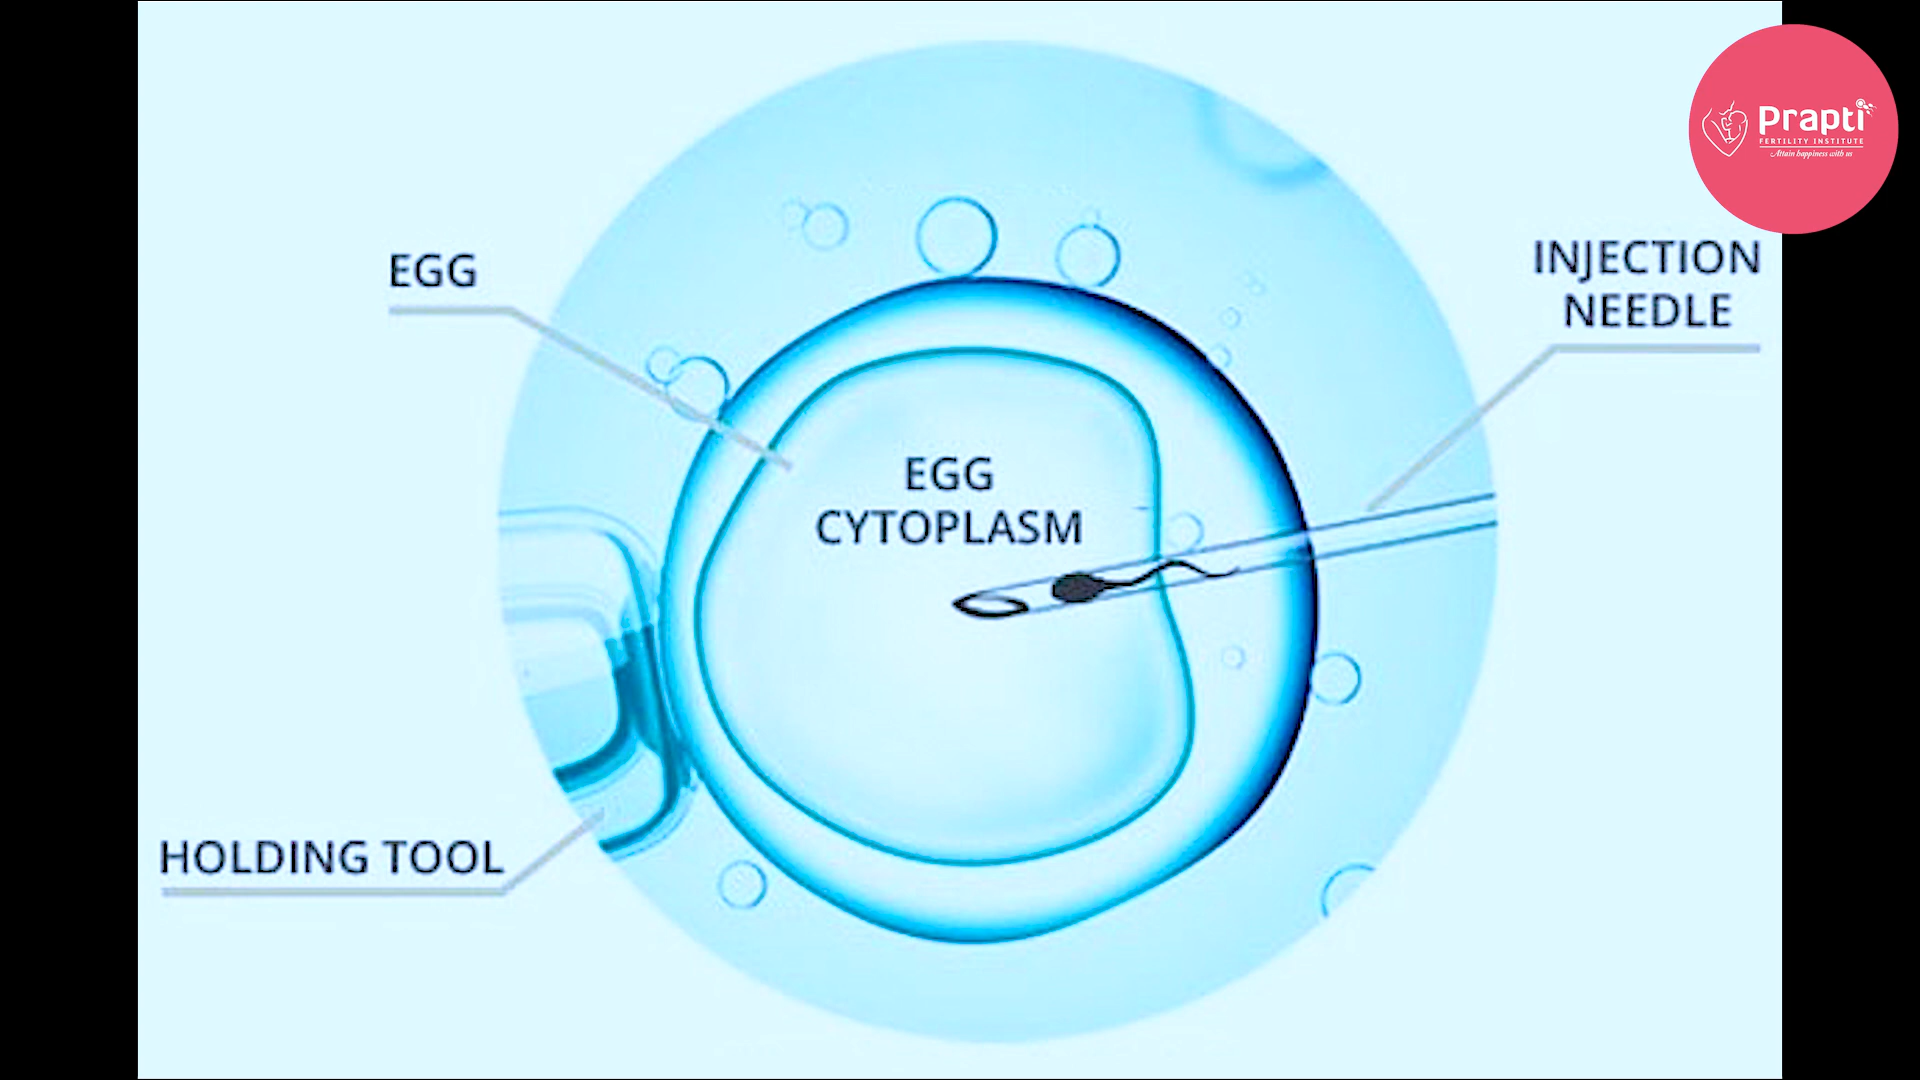 Prapti
FERTILITY INSTITUTE
Attain happiness with us
INJECTION
NEEDLE
EGG
EGG
CYTOPLASM
HOLDING TOOL